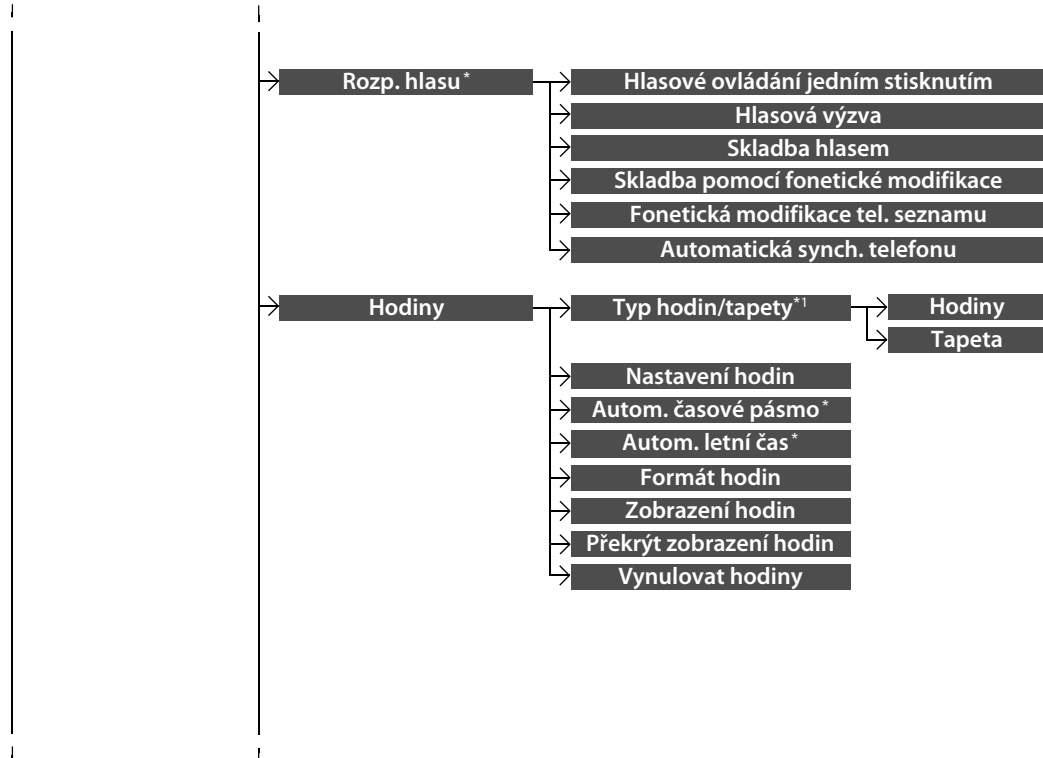 Rozp. hlasu*
Hlasové ovládání jedním stisknutím
Hlasová výzva
Skladba hlasem
Skladba pomocí fonetické modifikace
Fonetická modifikace tel. seznamu
Automatická synch. telefonu
Hodiny
Typ hodin/tapety*1
Hodiny
Tapeta
Nastavení hodin
Autom. časové pásmo*
Autom. letní čas*
Formát hodin
Zobrazení hodin
Překrýt zobrazení hodin
Vynulovat hodiny